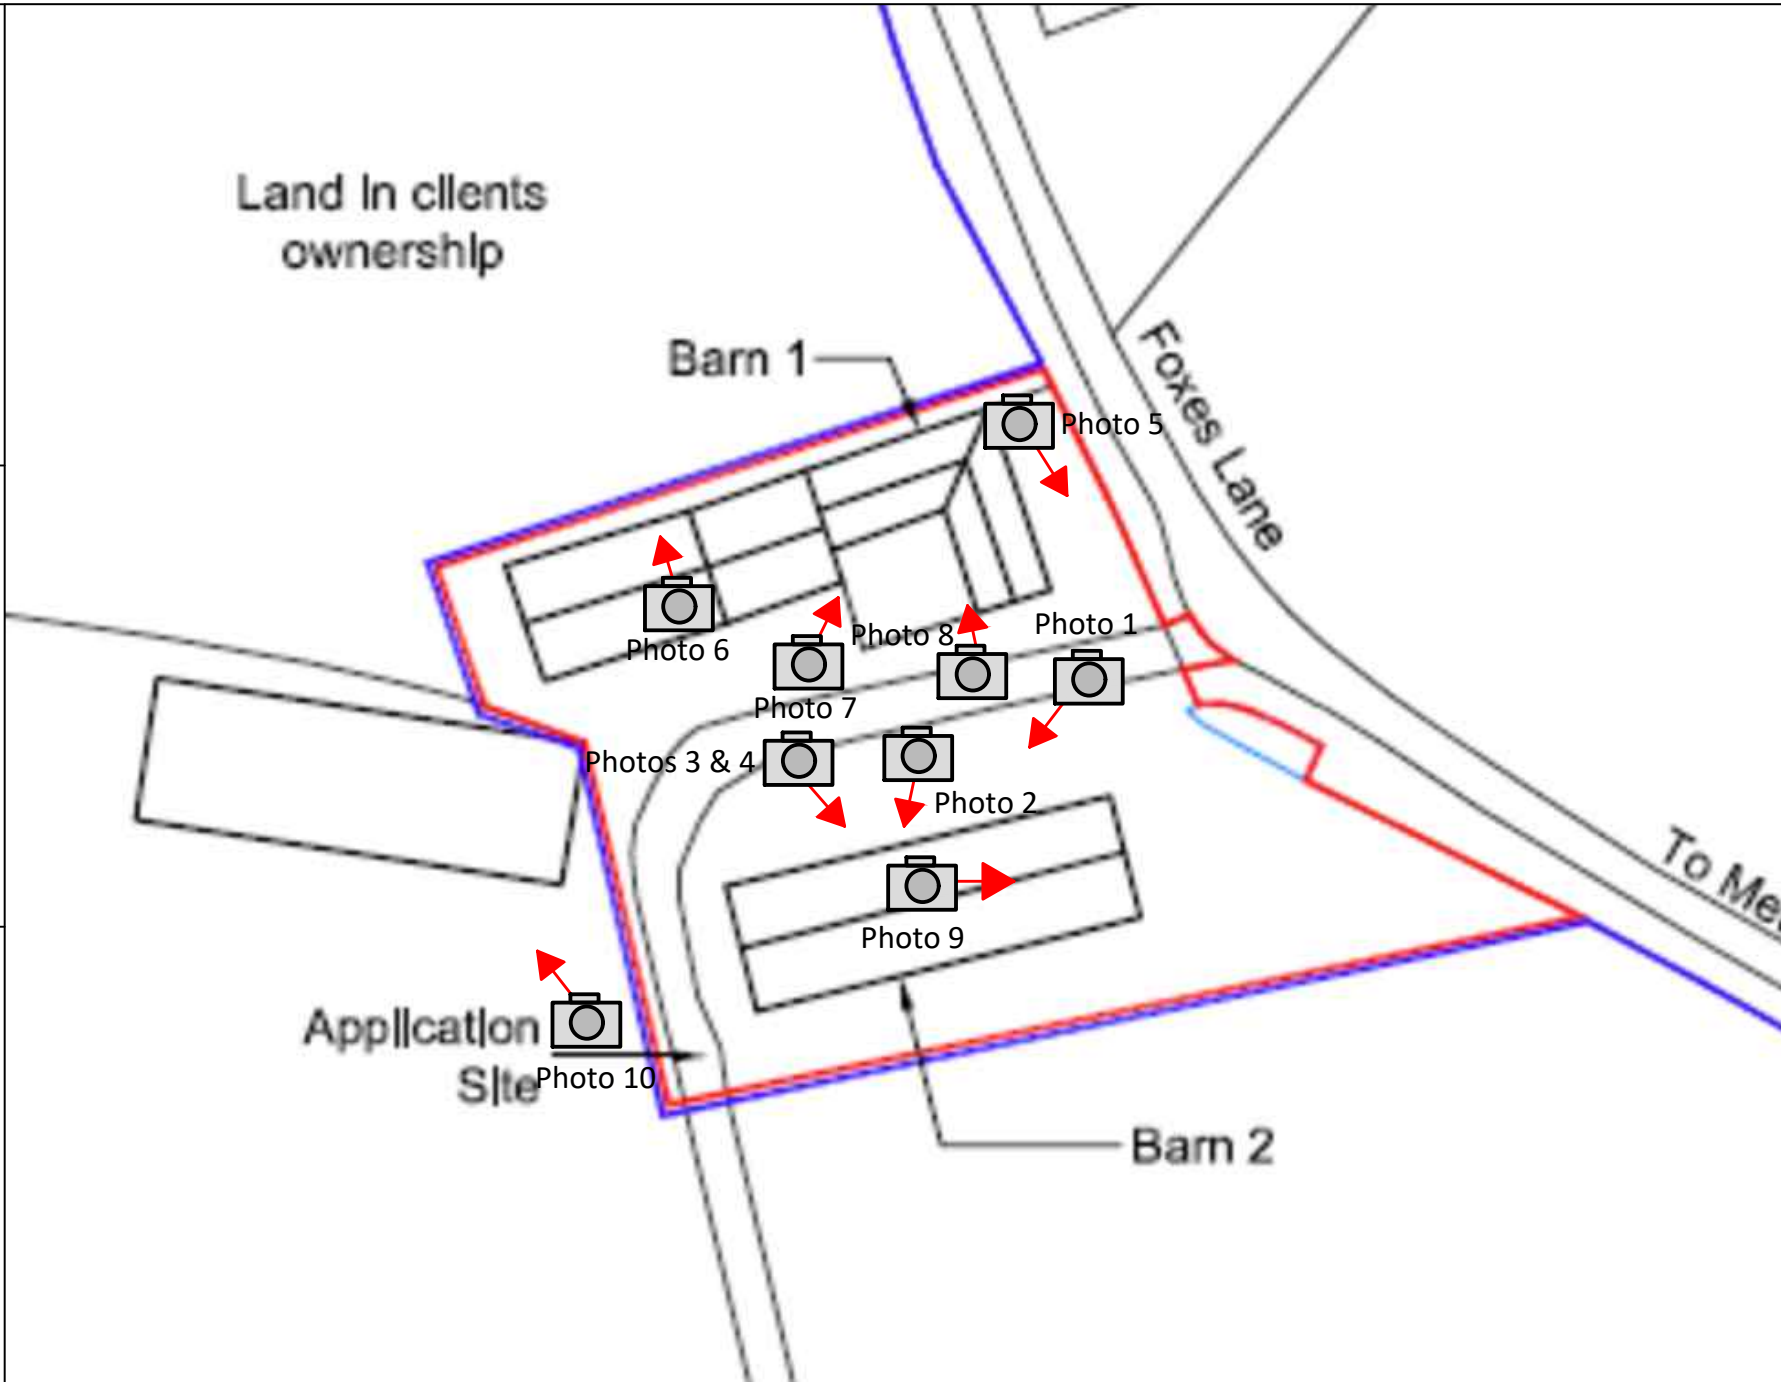 Land In clients
ownership
Barn 1
Foxes Lane
Photo 5
Photo 1
Photo 8
Photo 6
Photo 7
Photos 3 & 4
Photo 2
To
Photo 9
Application
Site
Photo 10
Barn 2